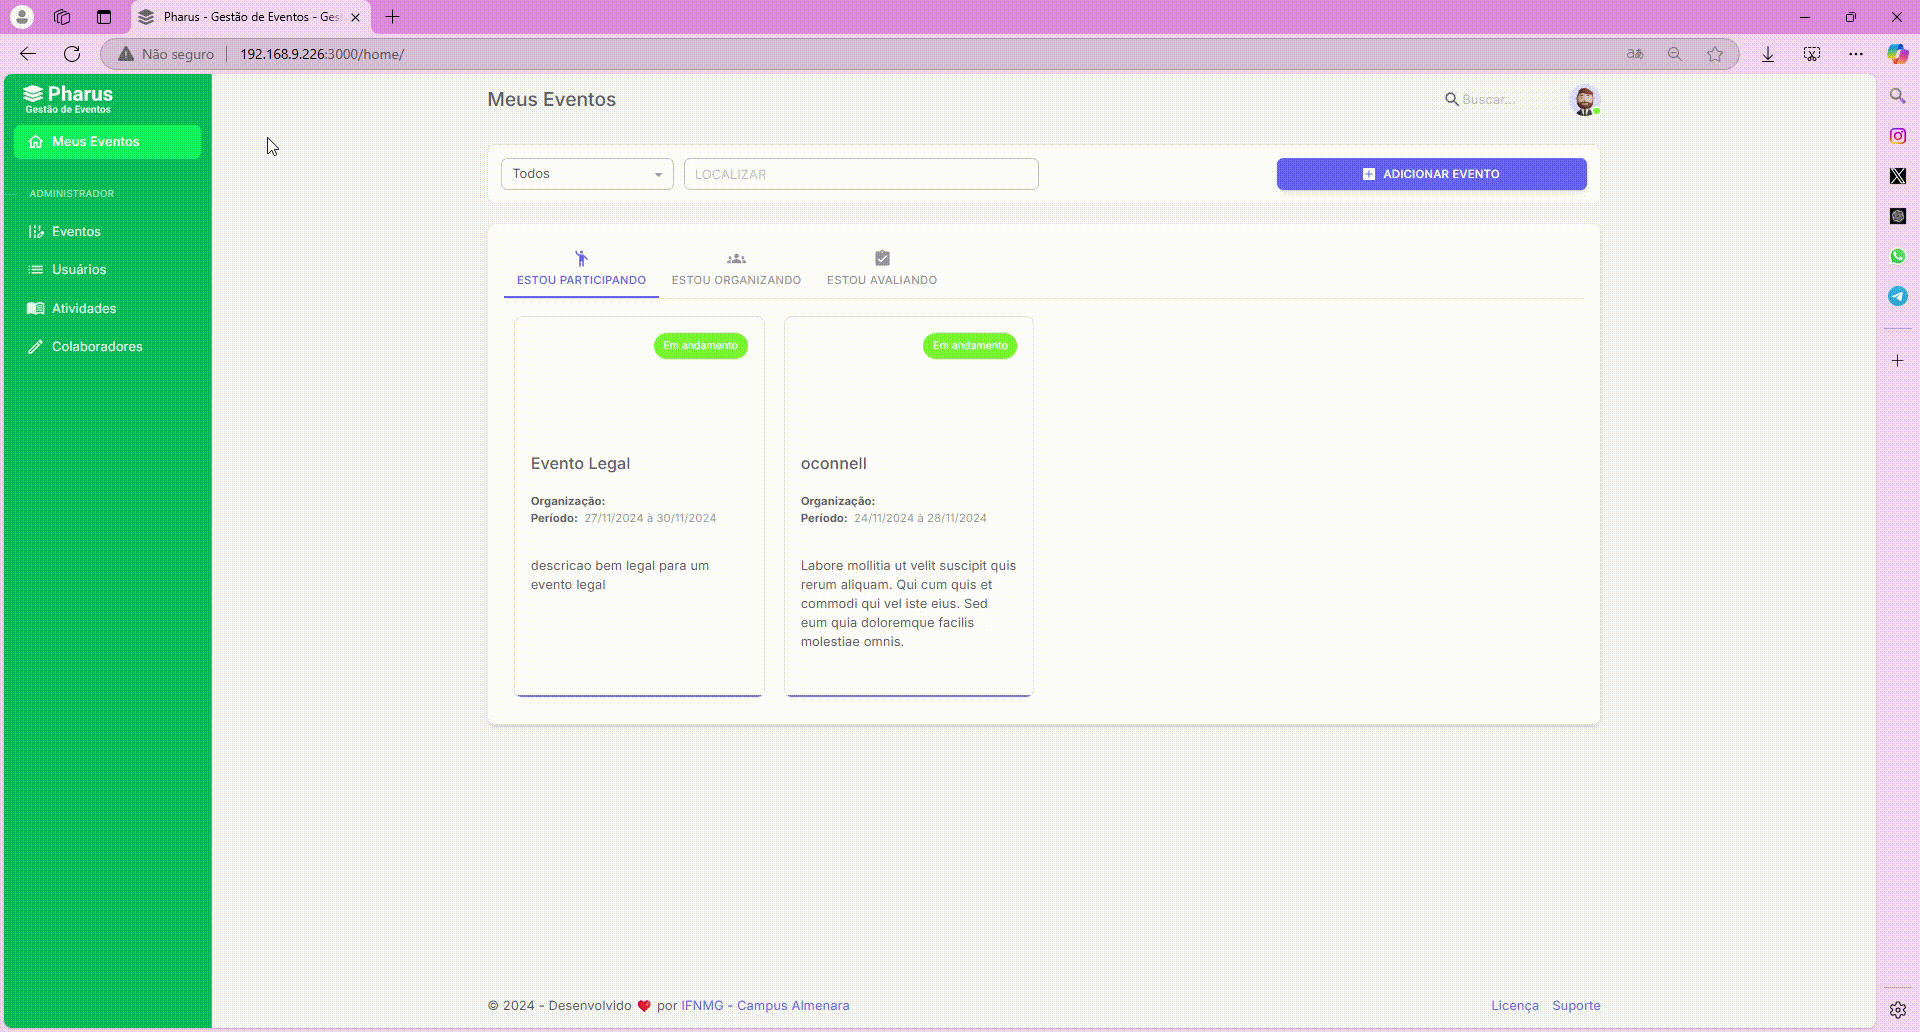 Pharus - Gestão de Eventos - Ges
Não seguro
192.168.9.226:3000/home/
Pharus
Gestão de Eventos
Meus Eventos
ADMINISTRADOR
Eventos
Usuários
Atividades
Colaboradores
Meus Eventos
Buscar...
Todos
LOCALIZAR
ADICIONAR EVENTO
ESTOU PARTICIPANDO
ESTOU ORGANIZANDO
ESTOU AVALIANDO
Em andamento
Evento Legal
Organização:
Período: 27/11/2024 à 30/11/2024
descricao bem legal para um
evento legal
Em andamento
oconnell
Organização:
Período: 24/11/2024 à 28/11/2024
Labore mollitia ut velit suscipit quis
rerum aliquam. Qui cum quis et
commodi qui vel iste eius. Sed
eum quia doloremque facilis
molestiae omnis.
© 2024 - Desenvolvido ❤️ por IFNMG - Campus Almenara
Licença Suporte